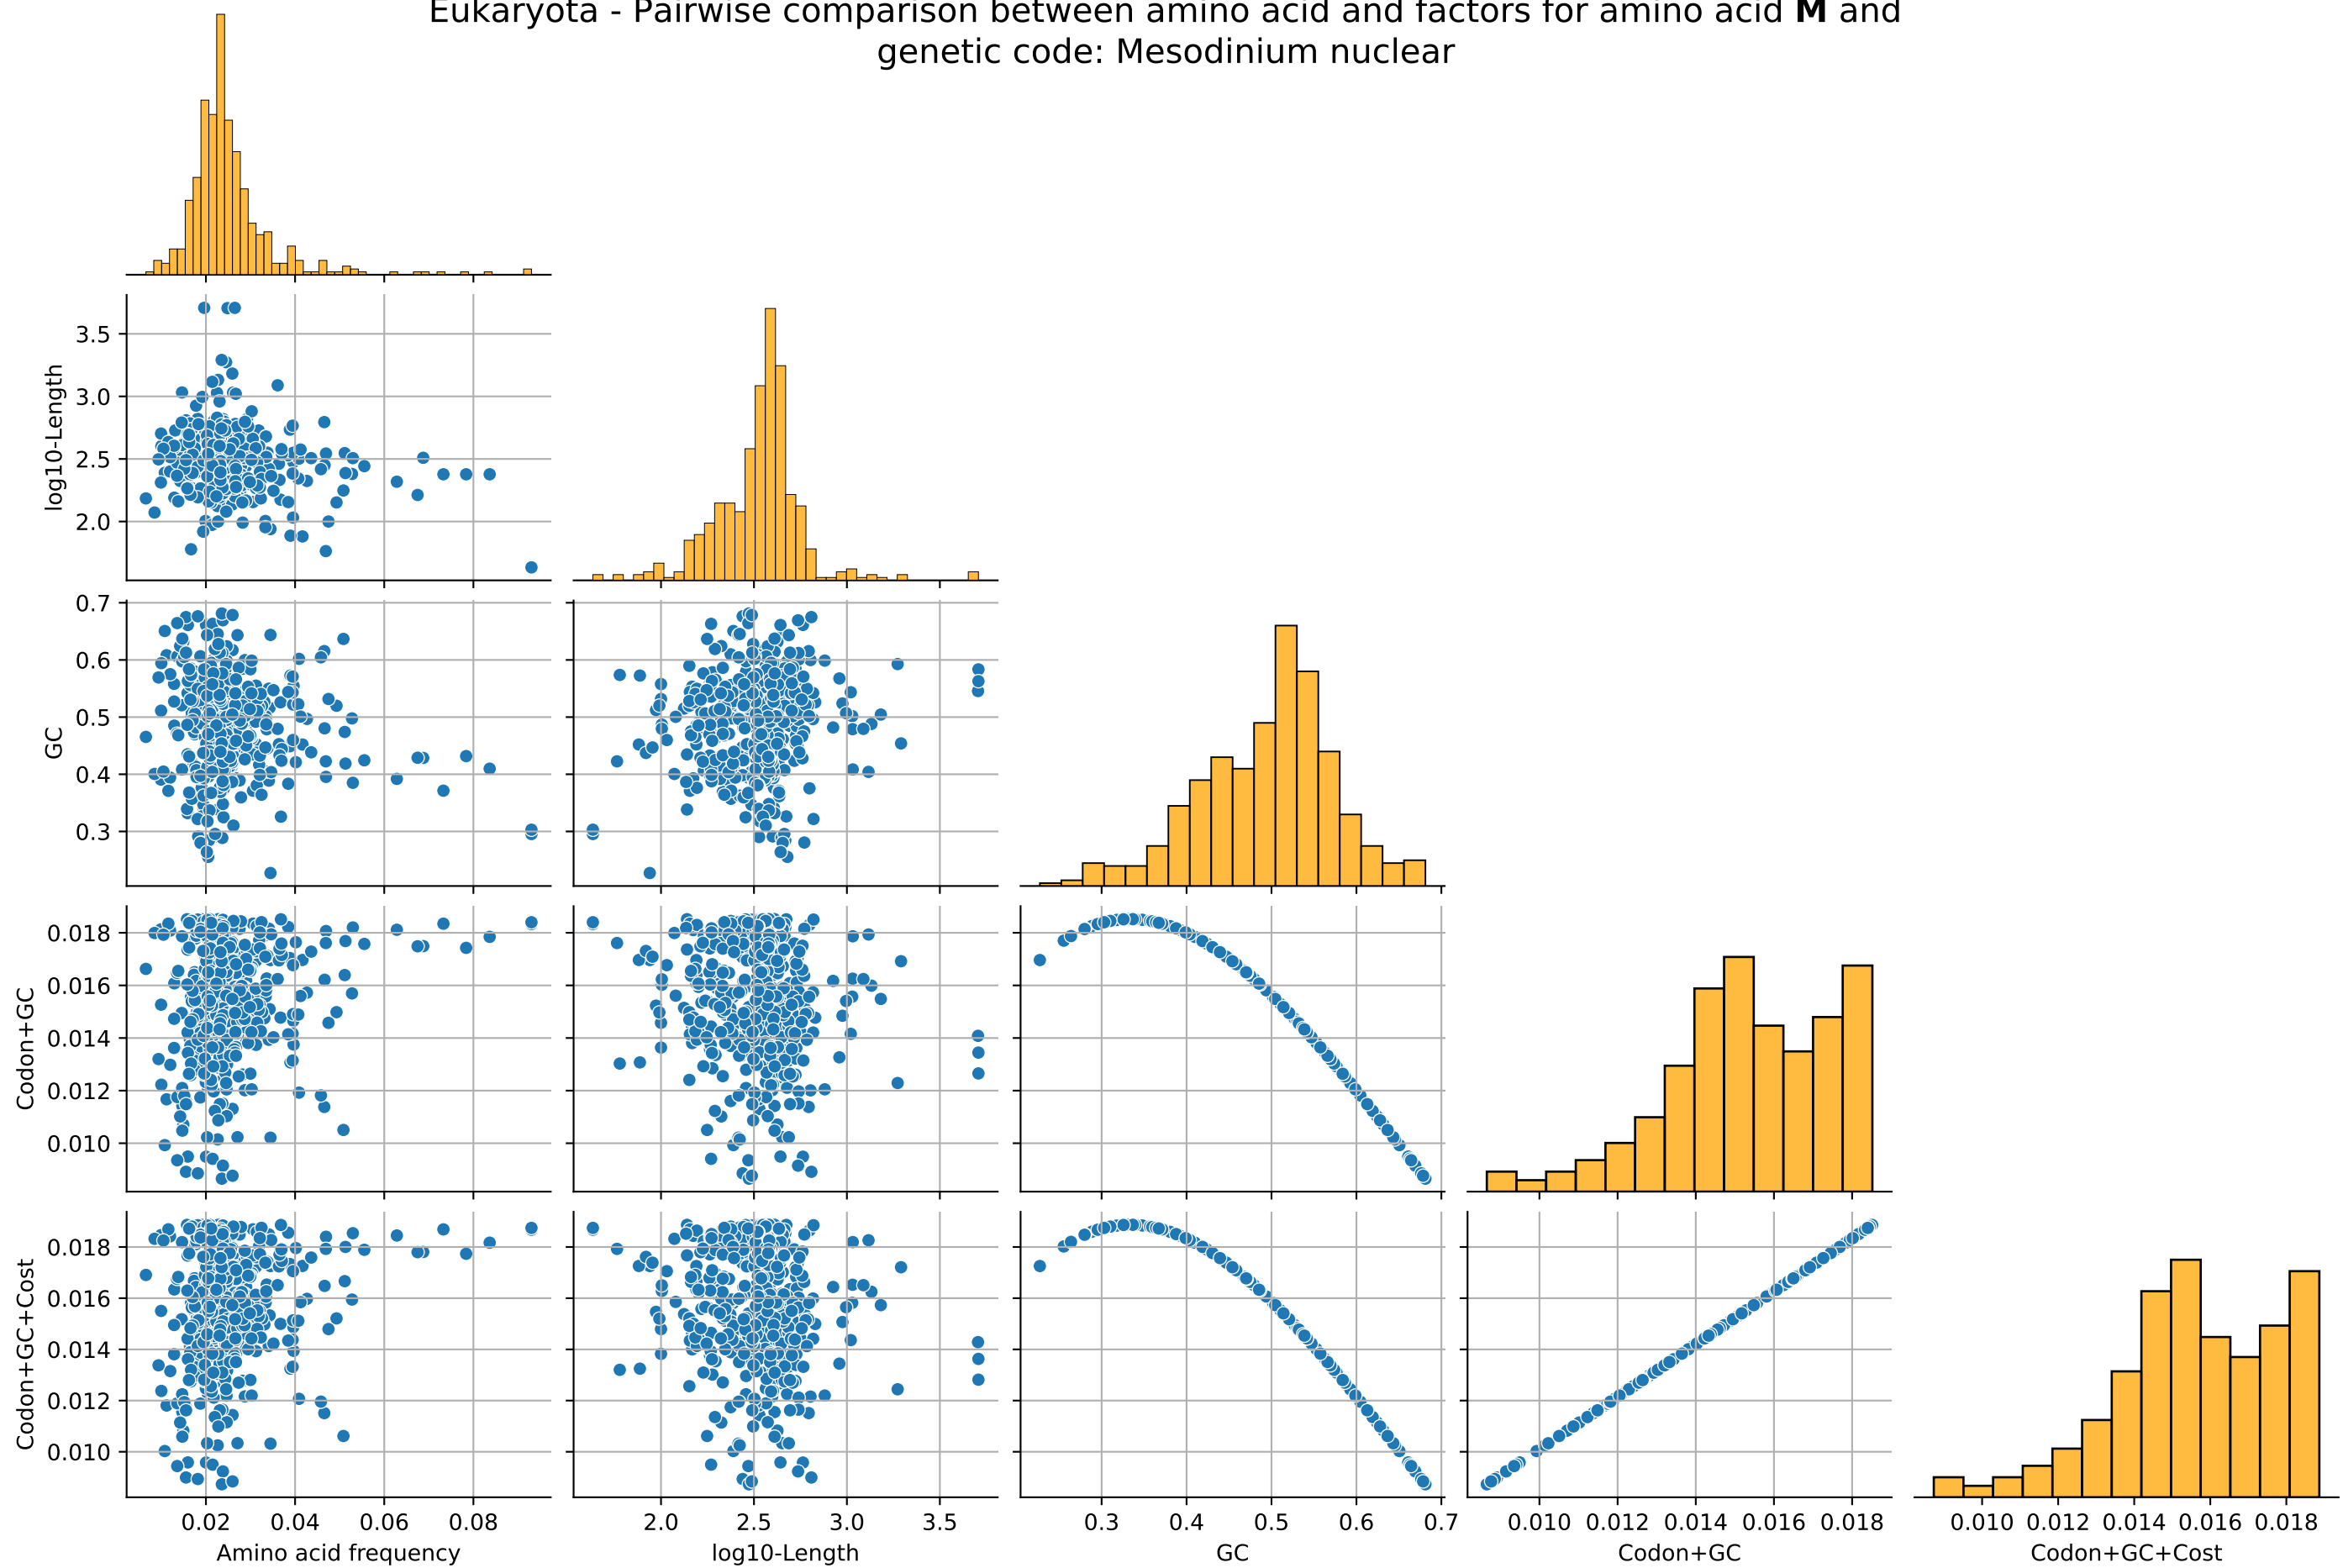 Eukaryota - Pairwise comparison between amino acid and factors for amino acid M and
genetic code: Mesodinium nuclear
3.5
3.0
2.5
2.0
log10-Length
0.7
0.6
0.5
0.4
0.3
GC
0.018
0.016
0.014
0.012
0.010
Codon+GC
0.018
0.016
0.014
0.012
0.010
Codon+GC+Cost
0.02 0.04 0.06 0.08
Amino acid frequency
2.0 2.5 3.0 3.5
log10-Length
0.3 0.4 0.5 0.6 0.7
GC
0.010 0.012 0.014 0.016 0.018
Codon+GC
0.010 0.012 0.014 0.016 0.018
Codon+GC+Cost